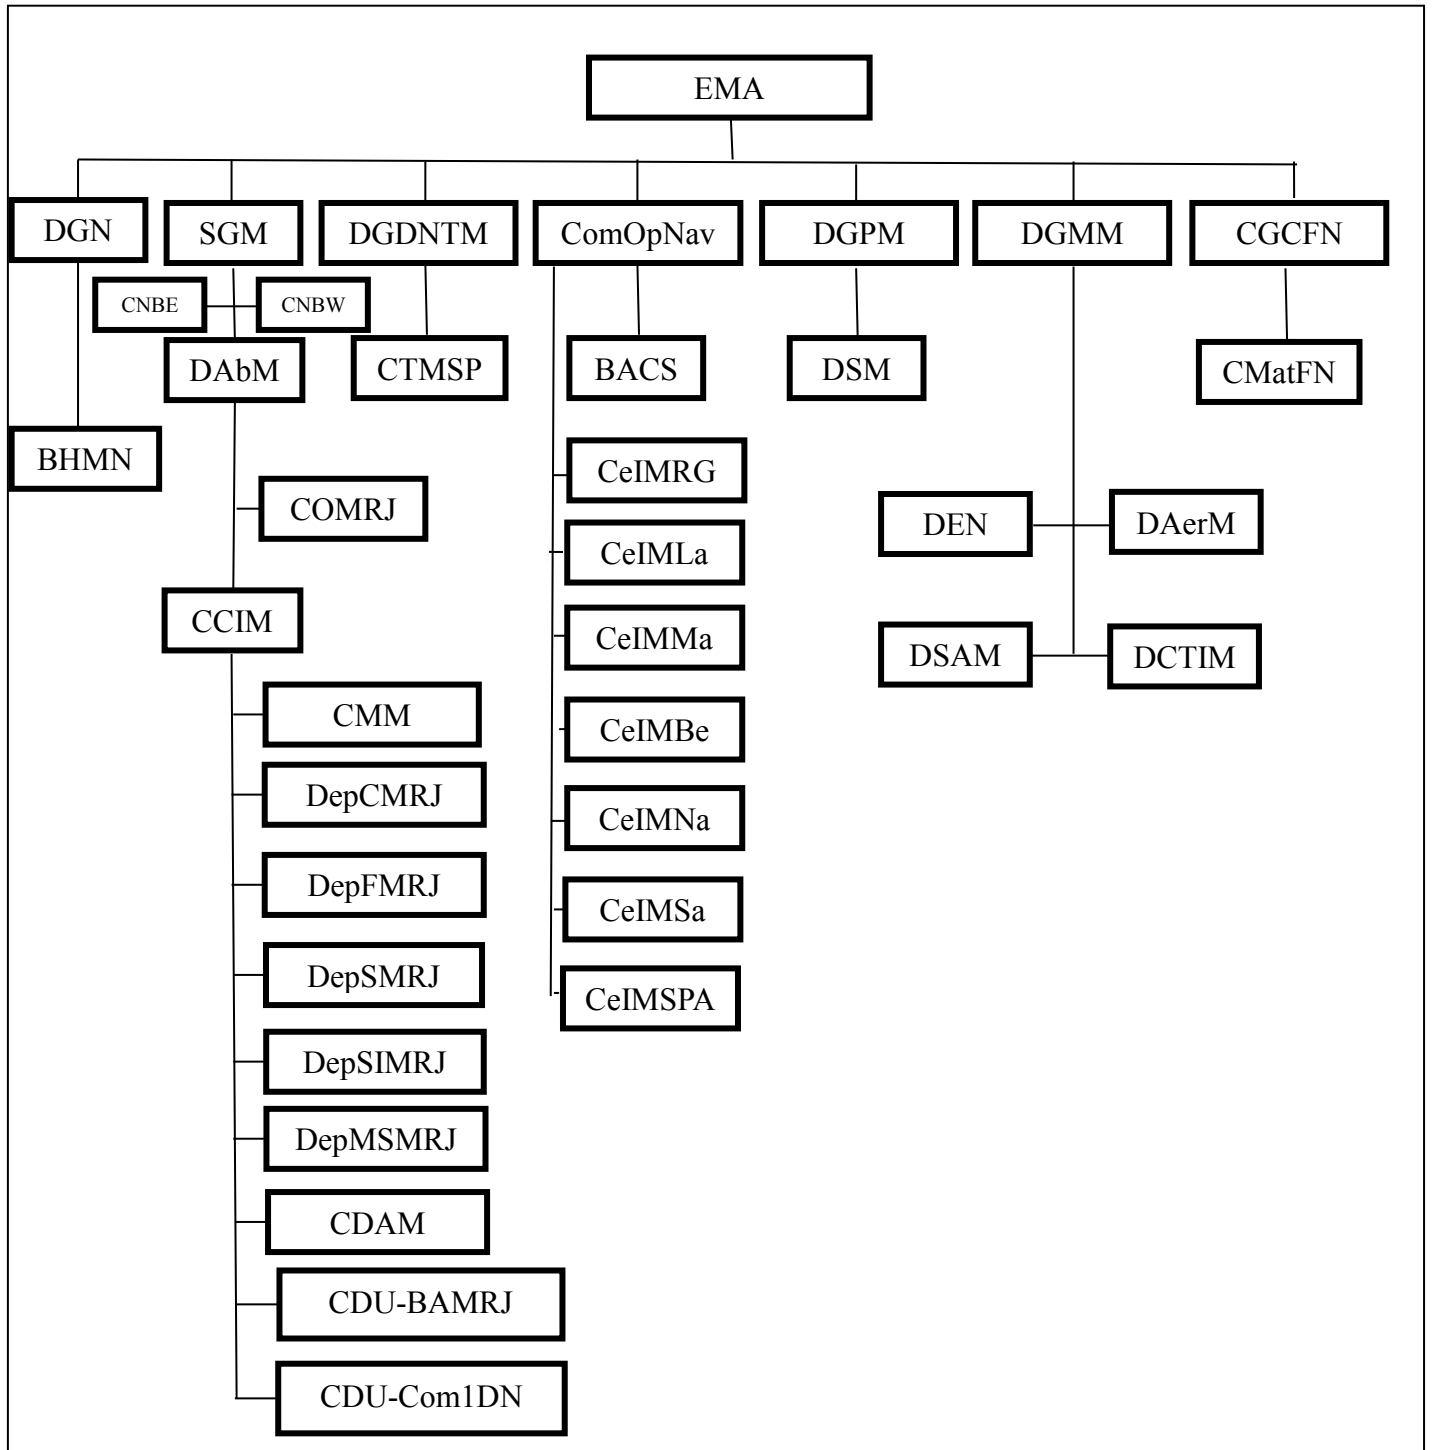 EMA
DGN
SGM
DGDNTM
ComOpNav
DGPM
DGMM
CGCFN
CNBE
CNBW
DAbM
CTMSP
BACS
DSM
CMatFN
BHMN
COMRJ
CeIMRG
DEN
DAerM
CeIMLa
CCIM
CeIMMa
DSAM
DCTIM
CMM
CeIMBe
DepCMRJ
CeIMNa
DepFMRJ
CeIMSa
DepSMRJ
CeIMSPA
DepSIMRJ
DepMSMRJ
CDAM
CDU-BAMRJ
CDU-Com1DN